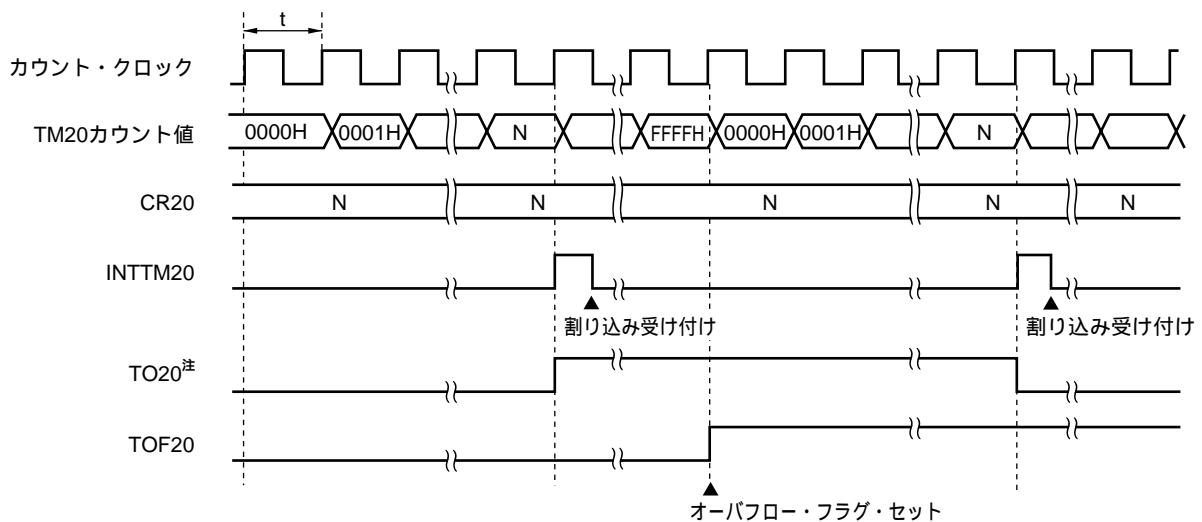 t
カウント・クロック
TM20カウント値 0000H 0001H N FFFFH 0000H 0001H N
CR20 N N N N N
INTTM20
割り込み受け付け 割り込み受け付け
TO20注
TOF20
オーバフロー・フラグ・セット